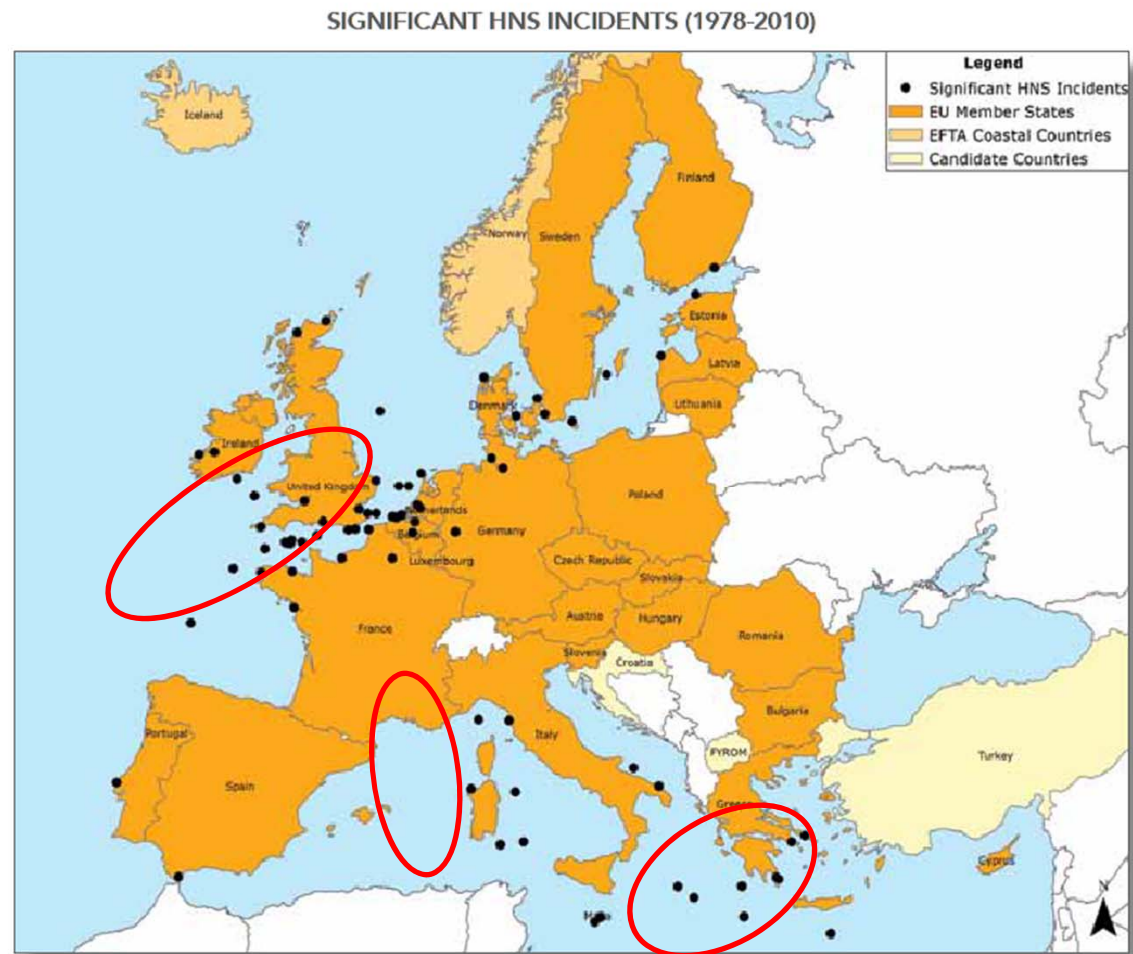 SIGNIFICANT HNS INCIDENTS (1978-2010)
Legend
Significant HNS Incidents
EU Member States
EFTA Coastal Countries
Candidate Countries
Iceland
Finland
Norway
Sweden
Estonia
Latvia
Denmark
Lithuania
Ireland
United Kingdom
Poland
Netherlands
Germany
Belgium
Czech Republic
Luxembourg
Slovakia
Austria
Hungary
France
Romania
Slovenia
Croatia
Bulgaria
Portugal
Italy
FYROM
Turkey
Spain
Greece
Cyprus
N
Malta